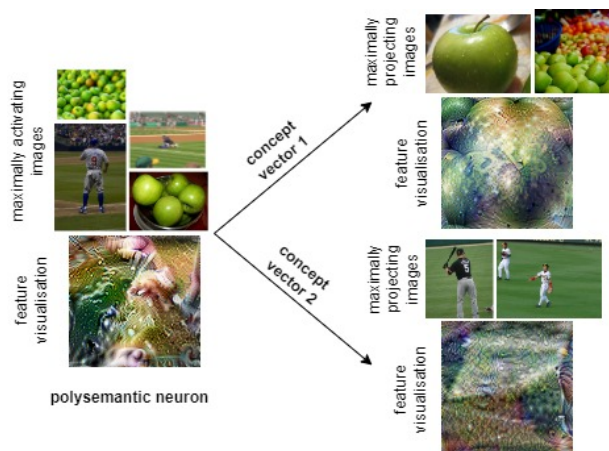 maximally activating
images
feature
visualisation
polysemantic neuron
concept
vector 1
concept
vector 2
maximally
projecting
images
feature
visualisation
maximally
projecting
images
feature
visualisation